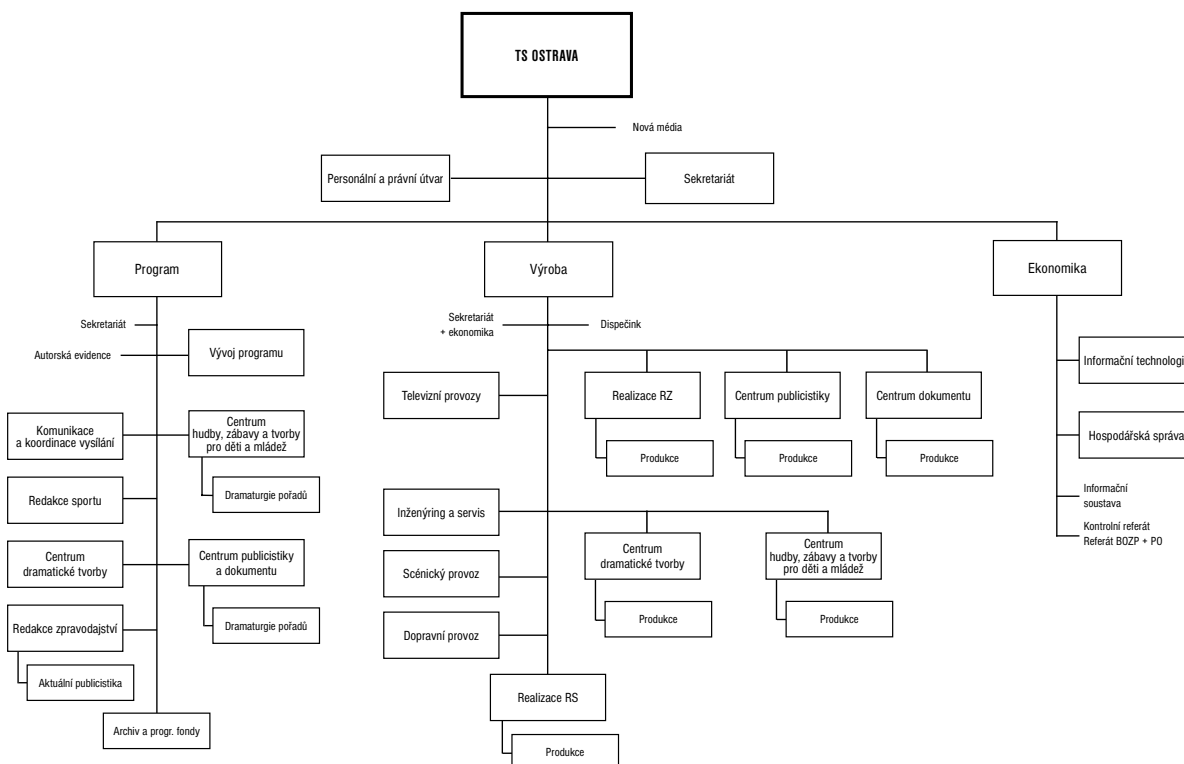 TS OSTRAVA
Nová média
Personální a právní útvar
Sekretariát
Program
Sekretariát
Autorská evidence
Vývoj programu
Komunikace
a koordinace vysílání
Centrum
hudby, zábavy a tvorby
pro děti a mládež
Dramaturgie pořadů
Redakce sportu
Centrum
dramatické tvorby
Centrum publicistiky
a dokumentu
Dramaturgie pořadů
Redakce zpravodajství
Aktuální publicistika
Archiv a progr. fondy
Výroba
Sekretariát
+ ekonomika
Dispečink
Televizní provozy
Realizace RZ
Produkce
Centrum publicistiky
Produkce
Centrum dokumentu
Produkce
Inženýring a servis
Centrum
dramatické tvorby
Produkce
Centrum
hudby, zábavy a tvorby
pro děti a mládež
Produkce
Scénický provoz
Dopravní provoz
Realizace RS
Produkce
Ekonomika
Informační technologi
Hospodářská správa
Informační
soustava
Kontrolní referát
Referát BOZP + PO